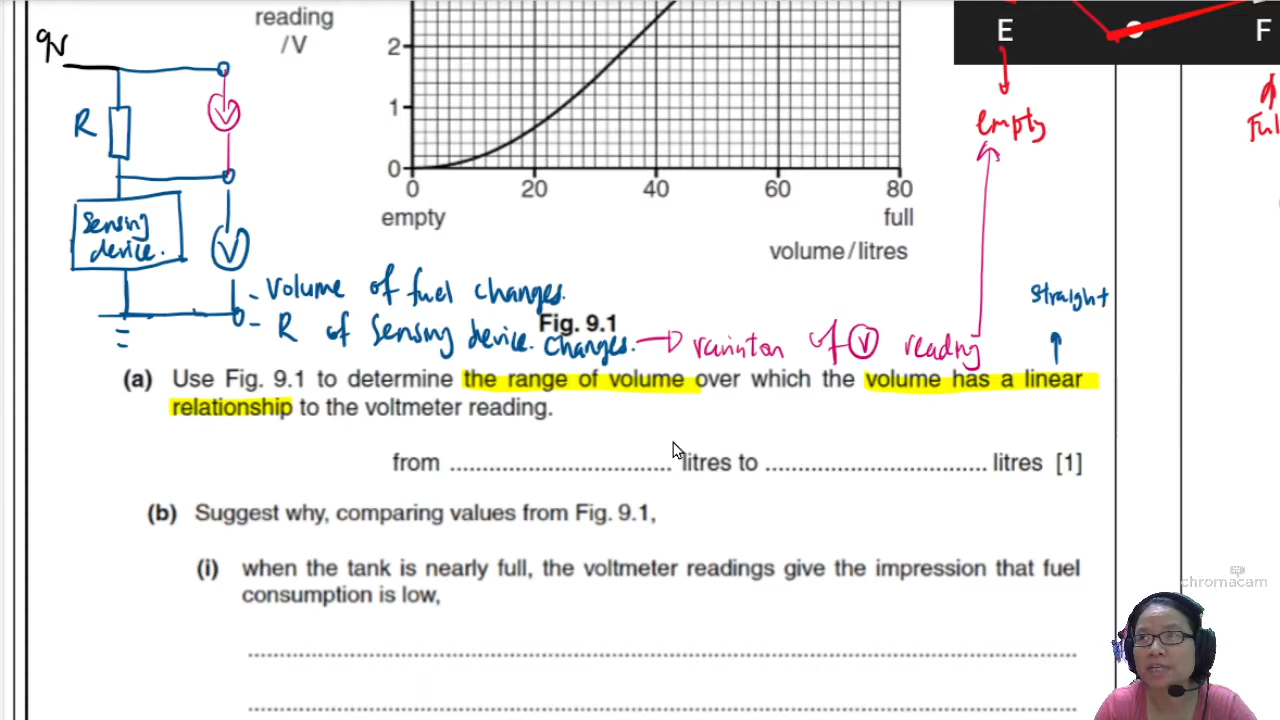 reading
/V
2
1
0
0 20 40 60 80
empty full
volume/litres
9V
R
V
Sensing
device.
V
E F
empty
- Volume of fuel changes.
- R of Sensing device. changes.
Fig. 9.1
of V reading
Straight
(a) Use Fig. 9.1 to determine the range of volume over which the volume has a linear
relationship to the voltmeter reading.
from ..................................... litres to ..................................... litres [1]
(b) Suggest why, comparing values from Fig. 9.1,
(i) when the tank is nearly full, the voltmeter readings give the impression that fuel
consumption is low,
chromacam